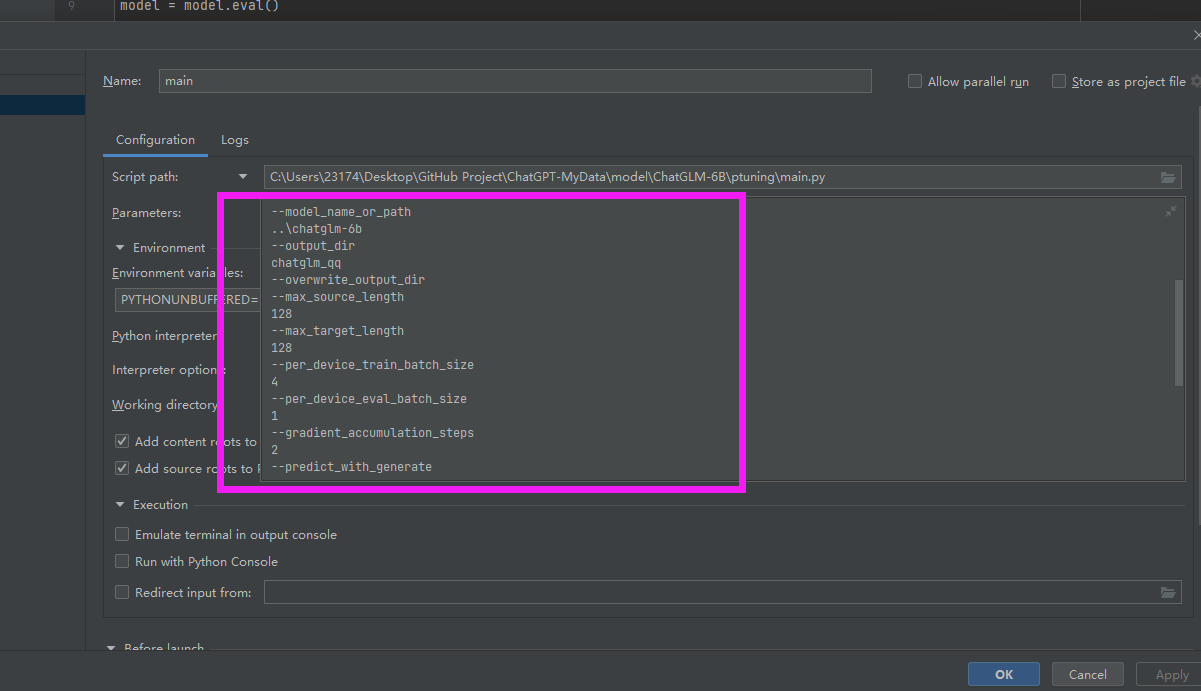 9 model = model.eval()
Name: main
Allow parallel run
Store as project file
Configuration Logs
Script path: C:\Users\23174\Desktop\GitHub Project\ChatGPT-MyData\model\ChatGLM-6B\ptuning\main.py
Parameters:
--model_name_or_path
..\chatglm-6b
--output_dir
chatglm_qq
--overwrite_output_dir
--max_source_length
128
--max_target_length
128
--per_device_train_batch_size
4
--per_device_eval_batch_size
1
--gradient_accumulation_steps
2
--predict_with_generate
Environment
Environment variables:
PYTHONUNBUFFERED=
Python interpreter
Interpreter options:
Working directory
Add content roots to
Add source roots to
Execution
Emulate terminal in output console
Run with Python Console
Redirect input from:
Before launch
OK Cancel Apply